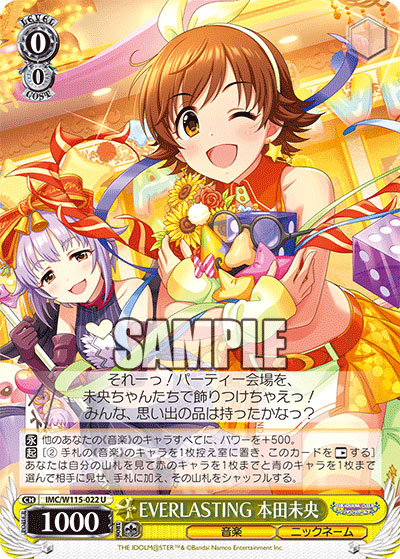 LEVEL
0
0
COST
SAMPLE
それーっ！パーティー会場を、
未央ちゃんたちで飾りつけちゃえっ！
みんな、思い出の品は持ったかなっ？
永 他のあなたの《音楽》のキャラすべてに、パワーを＋500。
起 [② 手札の《音楽》のキャラを1枚控え室に置き、このカードを する]
あなたは自分の山札を見て赤のキャラを1枚までと青のキャラを1枚まで
選んで相手に見せ、手札に加え、その山札をシャッフルする。
CH IMC/W115-022 U
1000
EVERLASTING 本田未央
音楽
ニックネーム
THE IDOLM@STER™& ©Bandai Namco Entertainment Inc.